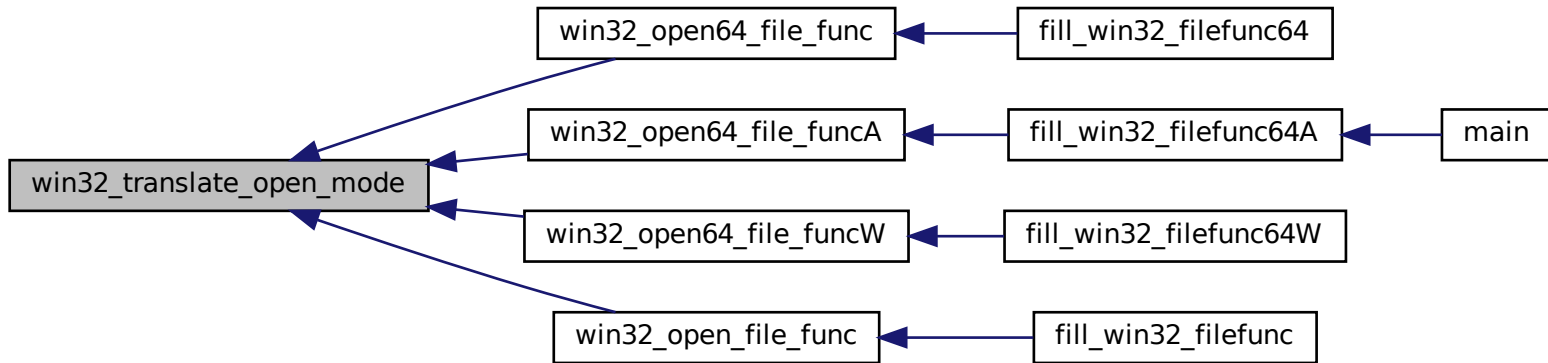 win32_open64_file_func
fill_win32_filefunc64
win32_open64_file_funcA
fill_win32_filefunc64A
main
win32_translate_open_mode
win32_open64_file_funcW
fill_win32_filefunc64W
win32_open_file_func
fill_win32_filefunc